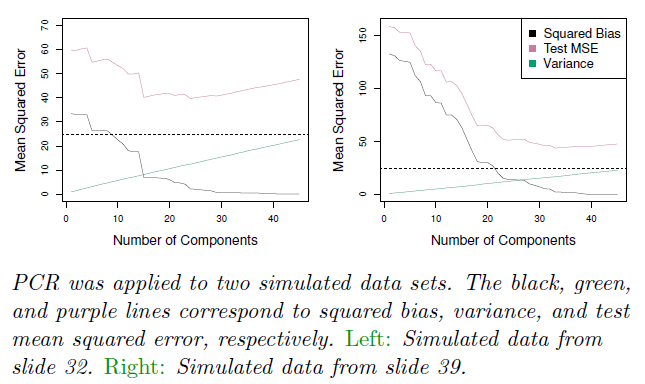 Mean Squared Error
0 10 20 30 40 50 60 70
0 10 20 30 40
Number of Components
Mean Squared Error
0 50 100 150
0 10 20 30 40
Number of Components
Squared Bias
Test MSE
Variance
PCR was applied to two simulated data sets. The black, green,
and purple lines correspond to squared bias, variance, and test
mean squared error, respectively. Left: Simulated data from
slide 32. Right: Simulated data from slide 39.